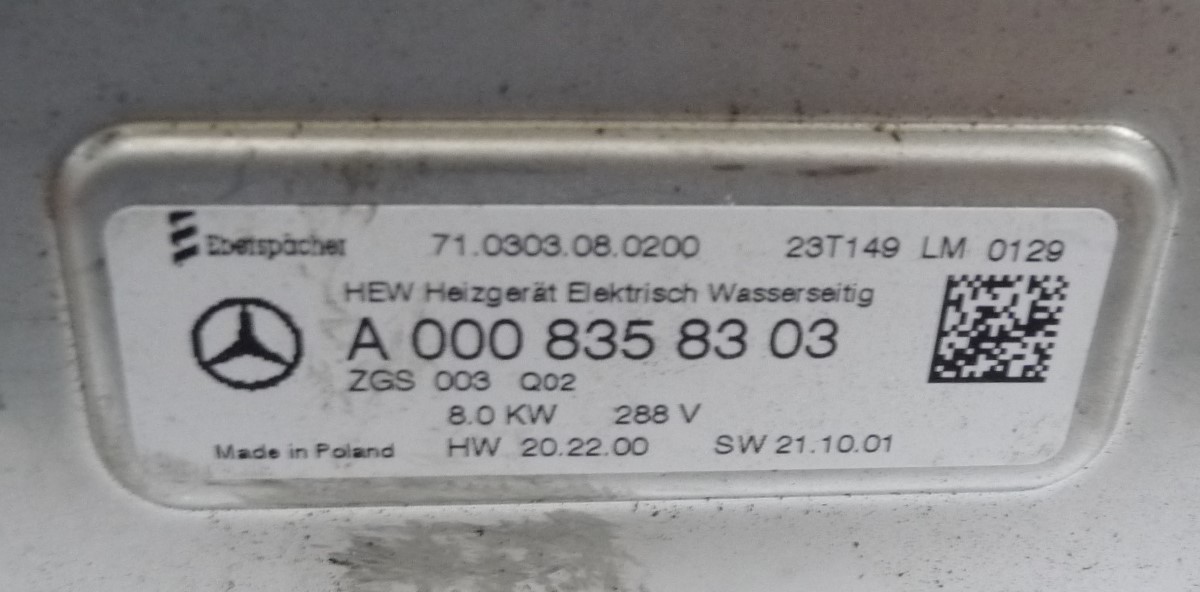 Eberspächer 71.0303.08.0200 23T149 LM 0129
HEW Heizgerät Elektrisch Wasserseitig
A 000 835 83 03
ZGS 003 Q02
8.0 KW 288 V
Made in Poland HW 20.22.00 SW 21.10.01